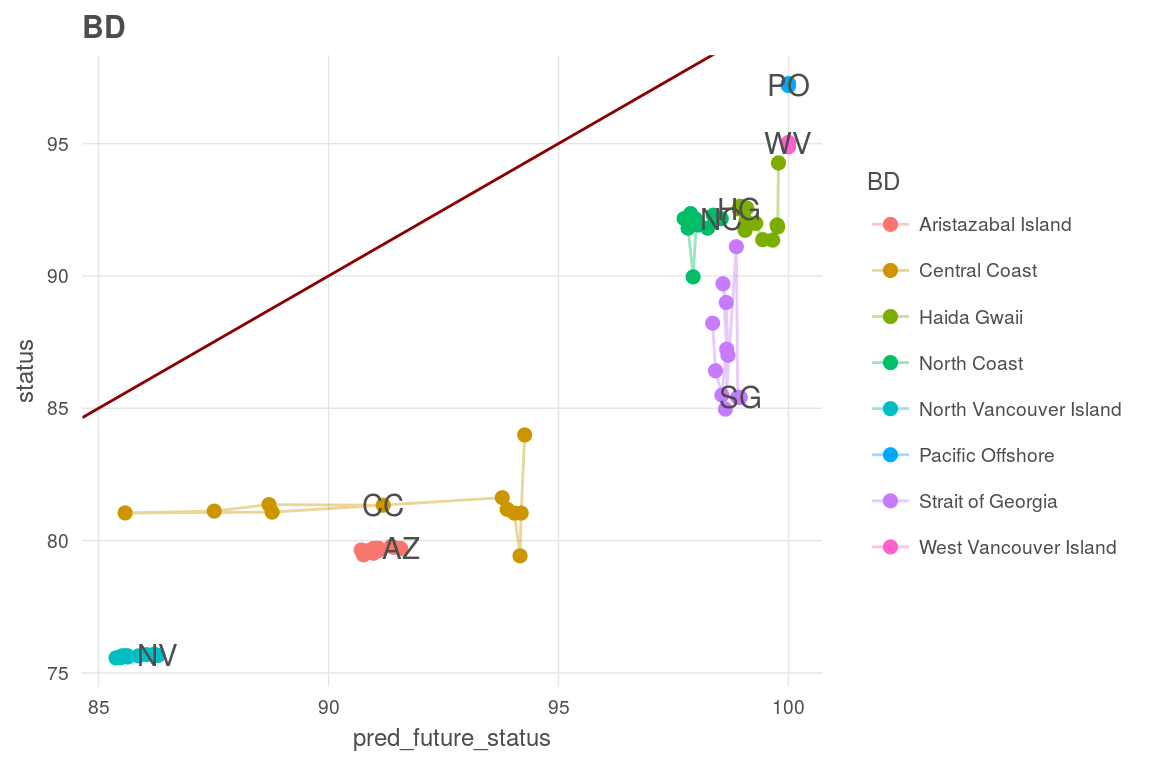 BD
PO
WV
95
HG
NC
90
status
85
SG
CC
80
AZ
NV
75
85 90 95 100
pred_future_status
BD
Aristazabal Island
Central Coast
Haida Gwaii
North Coast
North Vancouver Island
Pacific Offshore
Strait of Georgia
West Vancouver Island